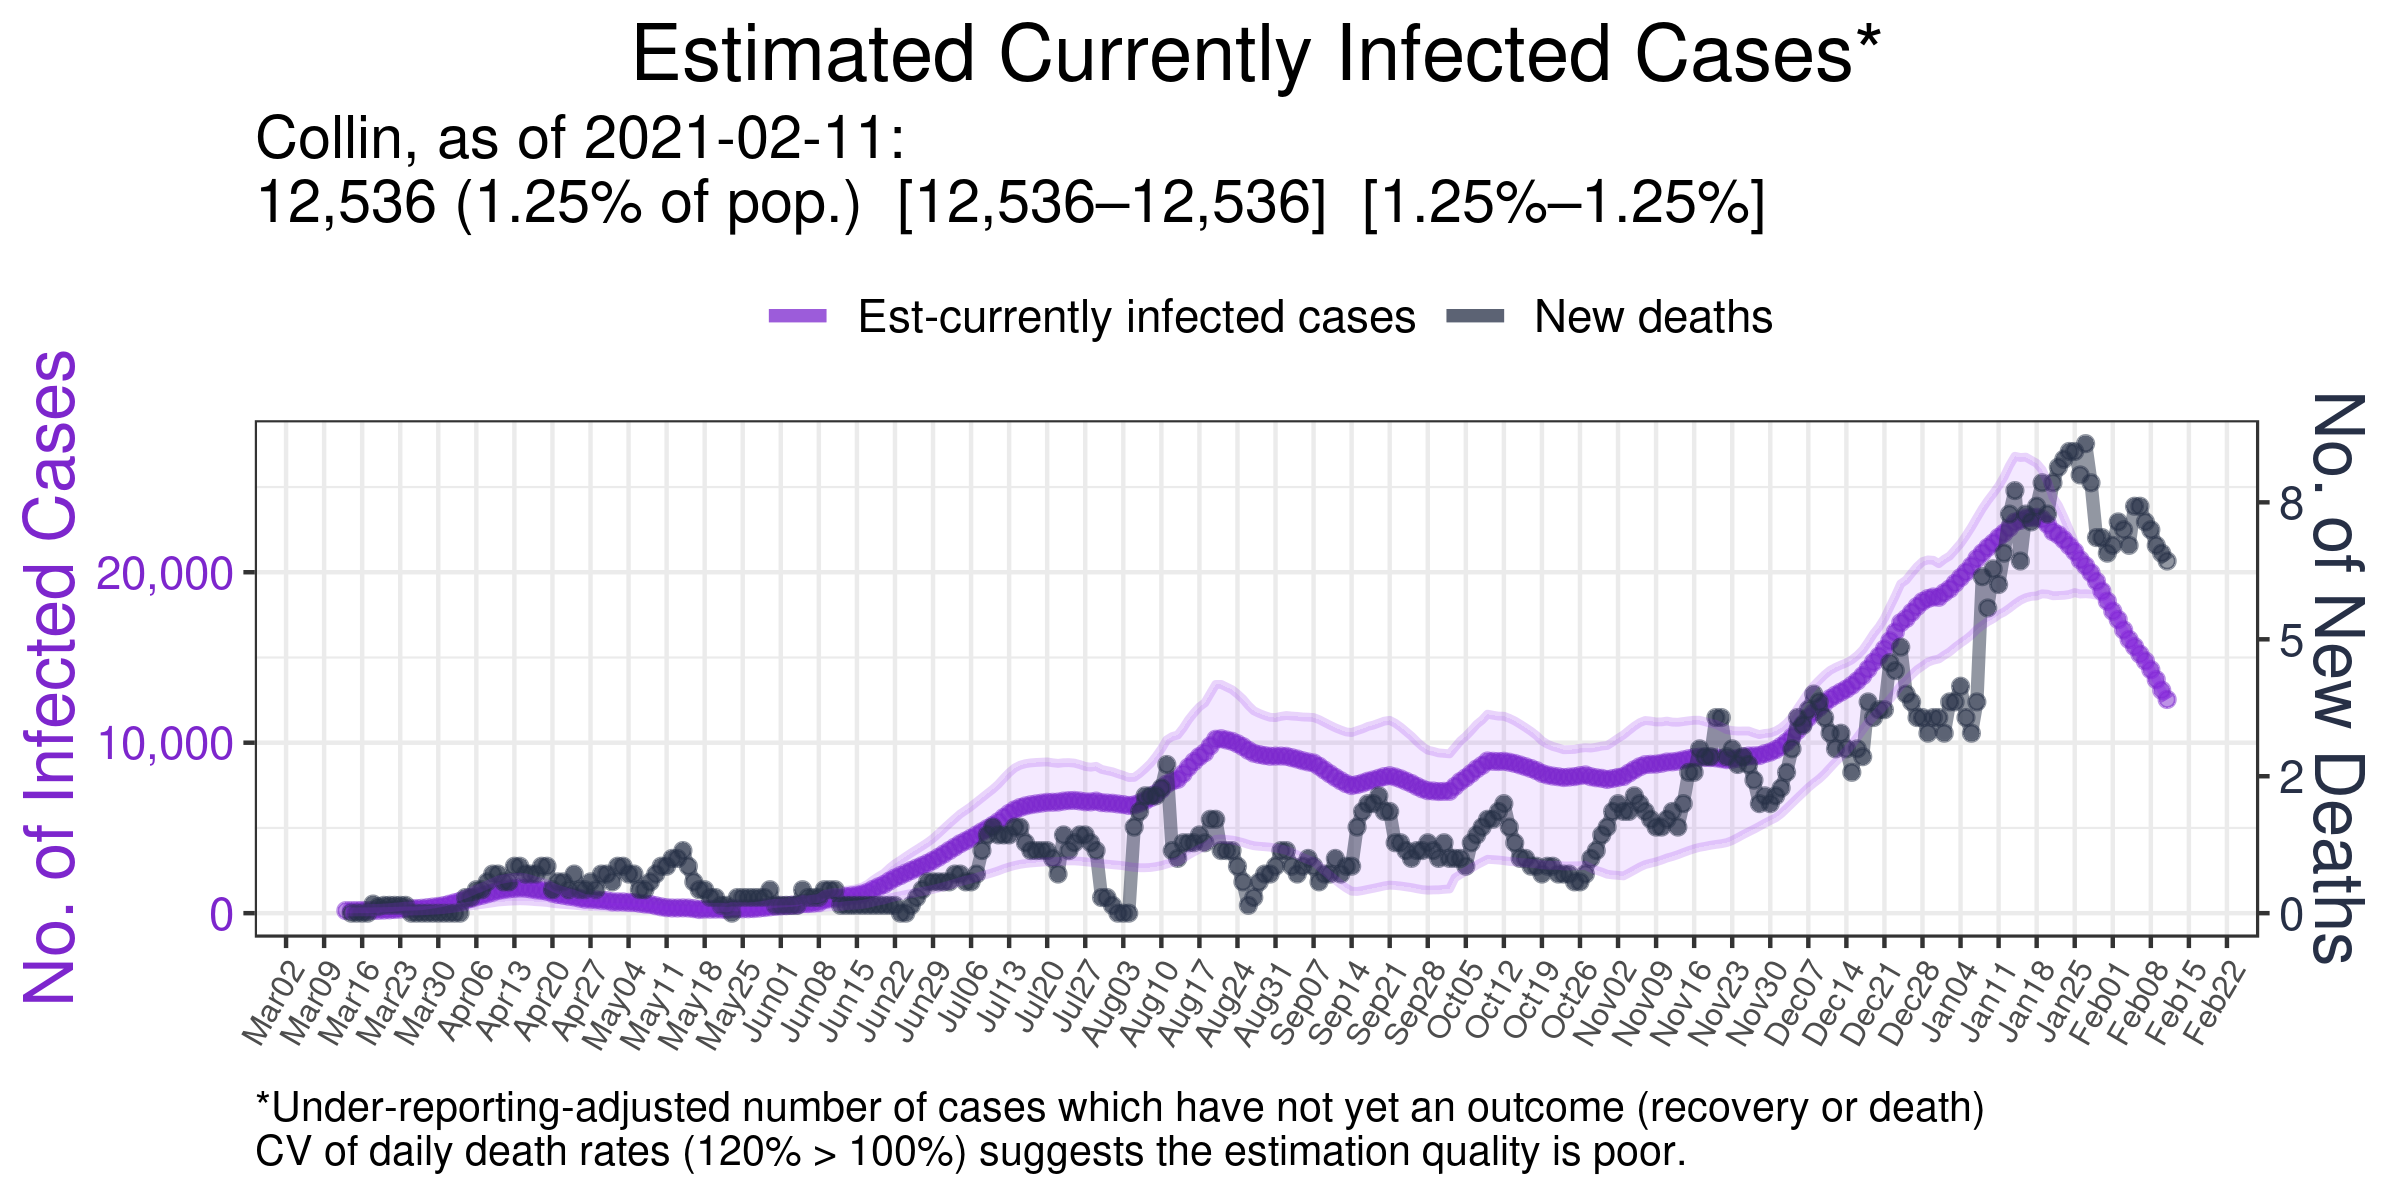 Estimated Currently Infected Cases*
Collin, as of 2021-02-11:
12,536 (1.25% of pop.)  [12,536–12,536]  [1.25%–1.25%]
Est-currently infected cases
New deaths
No. of Infected Cases
20,000
10,000
0
8
5
2
0
No. of New Deaths
Mar02
Mar09
Mar16
Mar23
Mar30
Apr06
Apr13
Apr20
Apr27
May04
May11
May18
May25
Jun01
Jun08
Jun15
Jun22
Jun29
Jul06
Jul13
Jul20
Jul27
Aug03
Aug10
Aug17
Aug24
Aug31
Sep07
Sep14
Sep21
Sep28
Oct05
Oct12
Oct19
Oct26
Nov02
Nov09
Nov16
Nov23
Nov30
Dec07
Dec14
Dec21
Dec28
Jan04
Jan11
Jan18
Jan25
Feb01
Feb08
Feb15
Feb22
*Under-reporting-adjusted number of cases which have not yet an outcome (recovery or death)
CV of daily death rates (120% > 100%) suggests the estimation quality is poor.